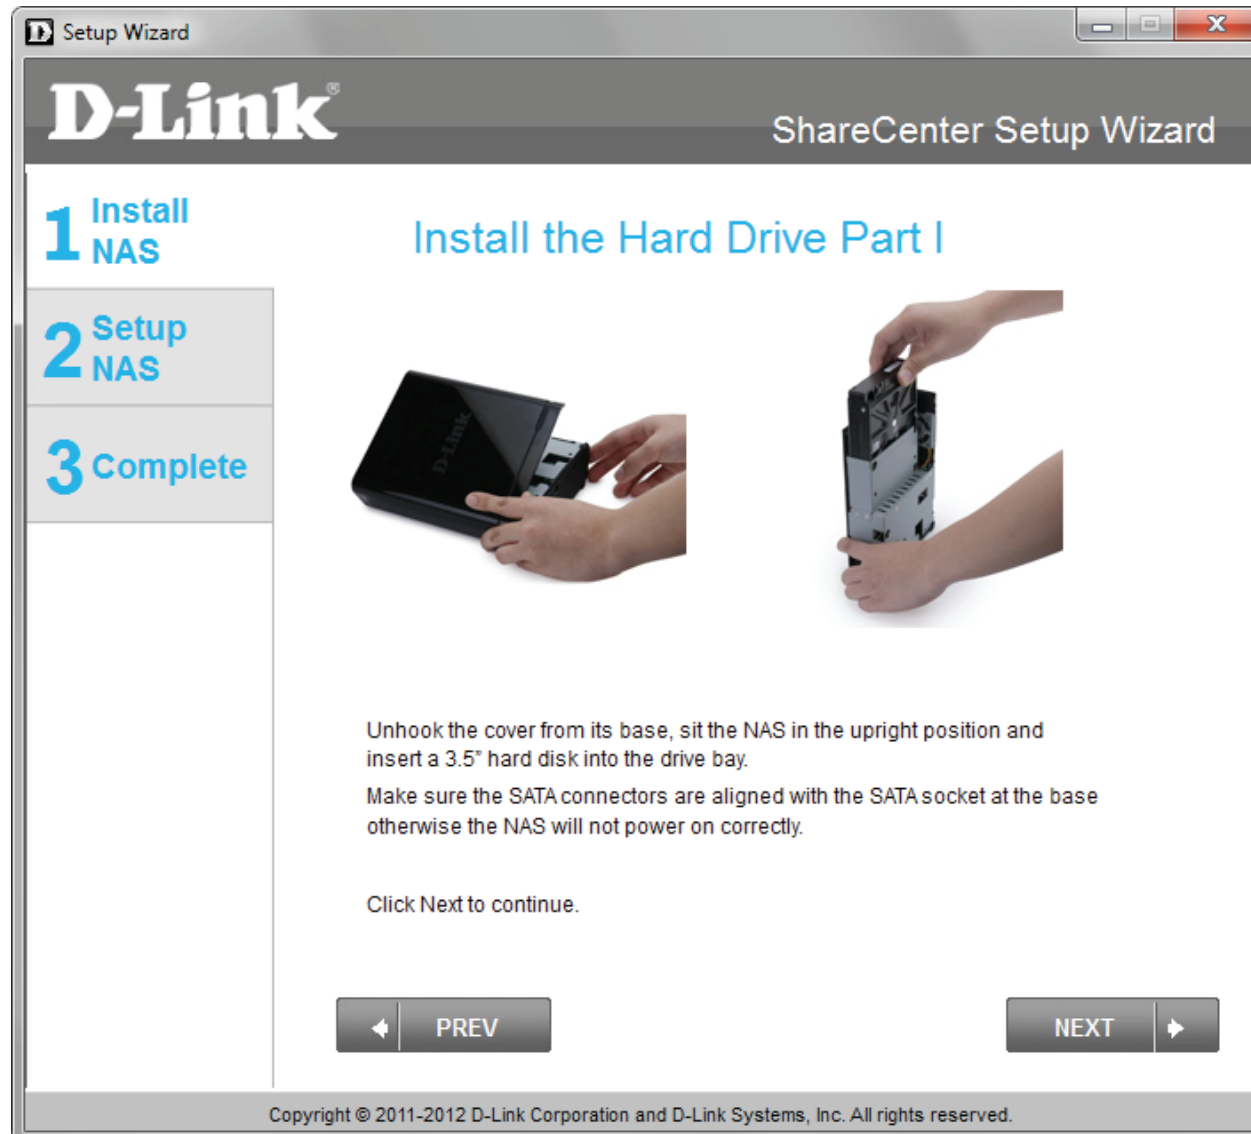 Setup Wizard
D-Link®
ShareCenter Setup Wizard
1 Install
NAS
2 Setup
NAS
3 Complete
Install the Hard Drive Part I
D-Link
Unhook the cover from its base, sit the NAS in the upright position and
insert a 3.5" hard disk into the drive bay.
Make sure the SATA connectors are aligned with the SATA socket at the base
otherwise the NAS will not power on correctly.
Click Next to continue.
PREV
NEXT
Copyright © 2011-2012 D-Link Corporation and D-Link Systems, Inc. All rights reserved.